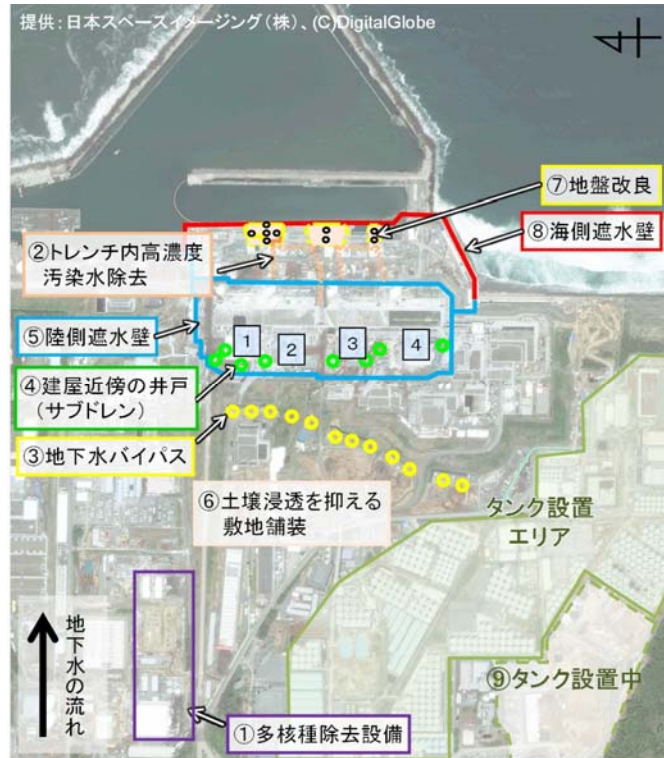 提供:日本スペースイメージング(株)、(C)DigitalGlobe
⑦地盤改良
⑧海側遮水壁
②トレンチ内高濃度
汚染水除去
⑤陸側遮水壁
1
2
3
4
④建屋近傍の井戸
(サブドレン)
③地下水バイパス
⑥土壌浸透を抑える
敷地舗装
タンク設置
エリア
地下水の流れ
⑨タンク設置中
①多核種除去設備